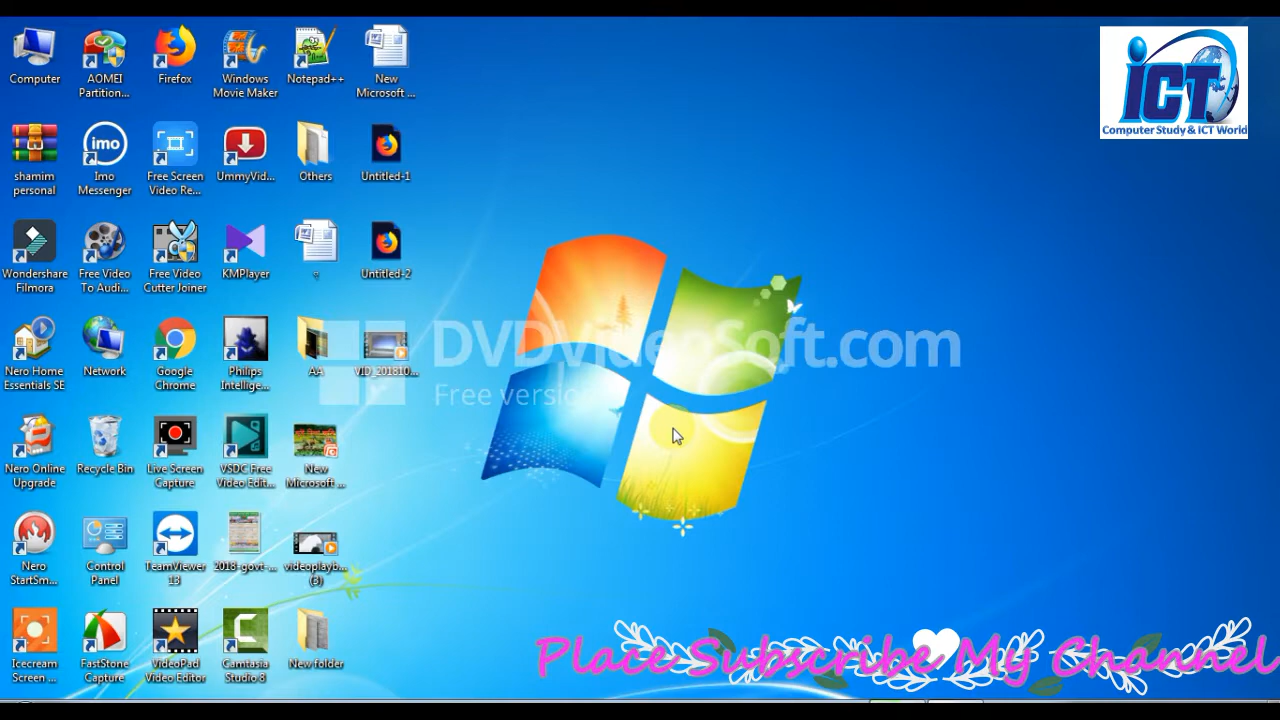 Computer
AOMEI
Partition...
Firefox
Windows
Movie Maker
Notepad++
New
Microsoft ...
iCT
Computer Study & ICT World
shamim
personal
imo
Imo
Messenger
Free Screen
Video Re...
UmmyVid...
Others
Untitled-1
Wondershare
Filmora
Free Video
To Audi...
Free Video
Cutter Joiner
KMPlayer
Untitled-2
DVDVideoSoft.com
Free version
Nero Home
Essentials SE
Network
Google
Chrome
Philips
Intellige...
AA
VID_201810...
Nero Online
Upgrade
Recycle Bin
Live Screen
Capture
VSDC Free
Video Edit...
New
Microsoft ...
Nero
StartSm...
Control
Panel
TeamViewer
13
2018-govt-...
videoplayb...
(3)
Icecream
Screen ...
FastStone
Capture
VideoPad
Video Editor
Camtasia
Studio 8
New folder
Place Subscribe My Channel